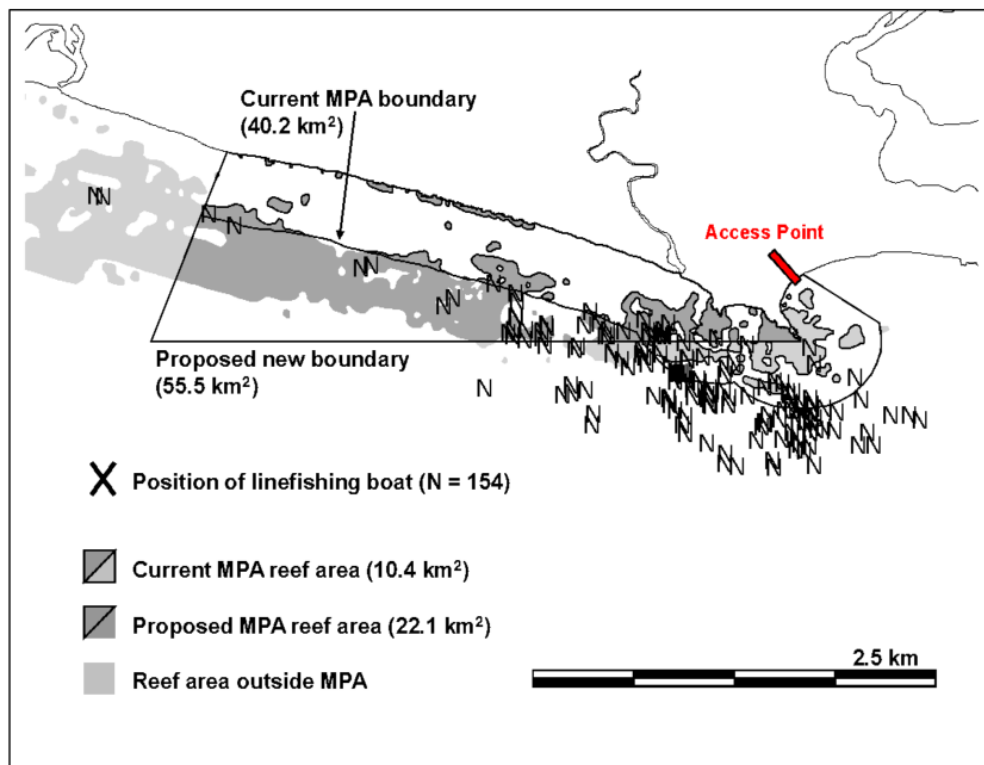 Current MPA boundary
(40.2 km²)
Access Point
Proposed new boundary
(55.5 km²)
Position of linefishing boat (N = 154)
Current MPA reef area (10.4 km²)
Proposed MPA reef area (22.1 km²)
Reef area outside MPA
2.5 km